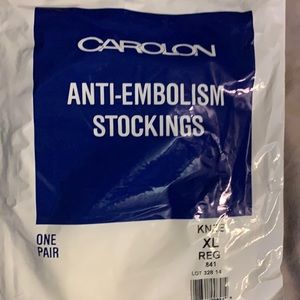 CAROLON
ANTI-EMBOLISM
STOCKINGS
ONE
PAIR
KNEE
XL
REG
841
LOT 328 14